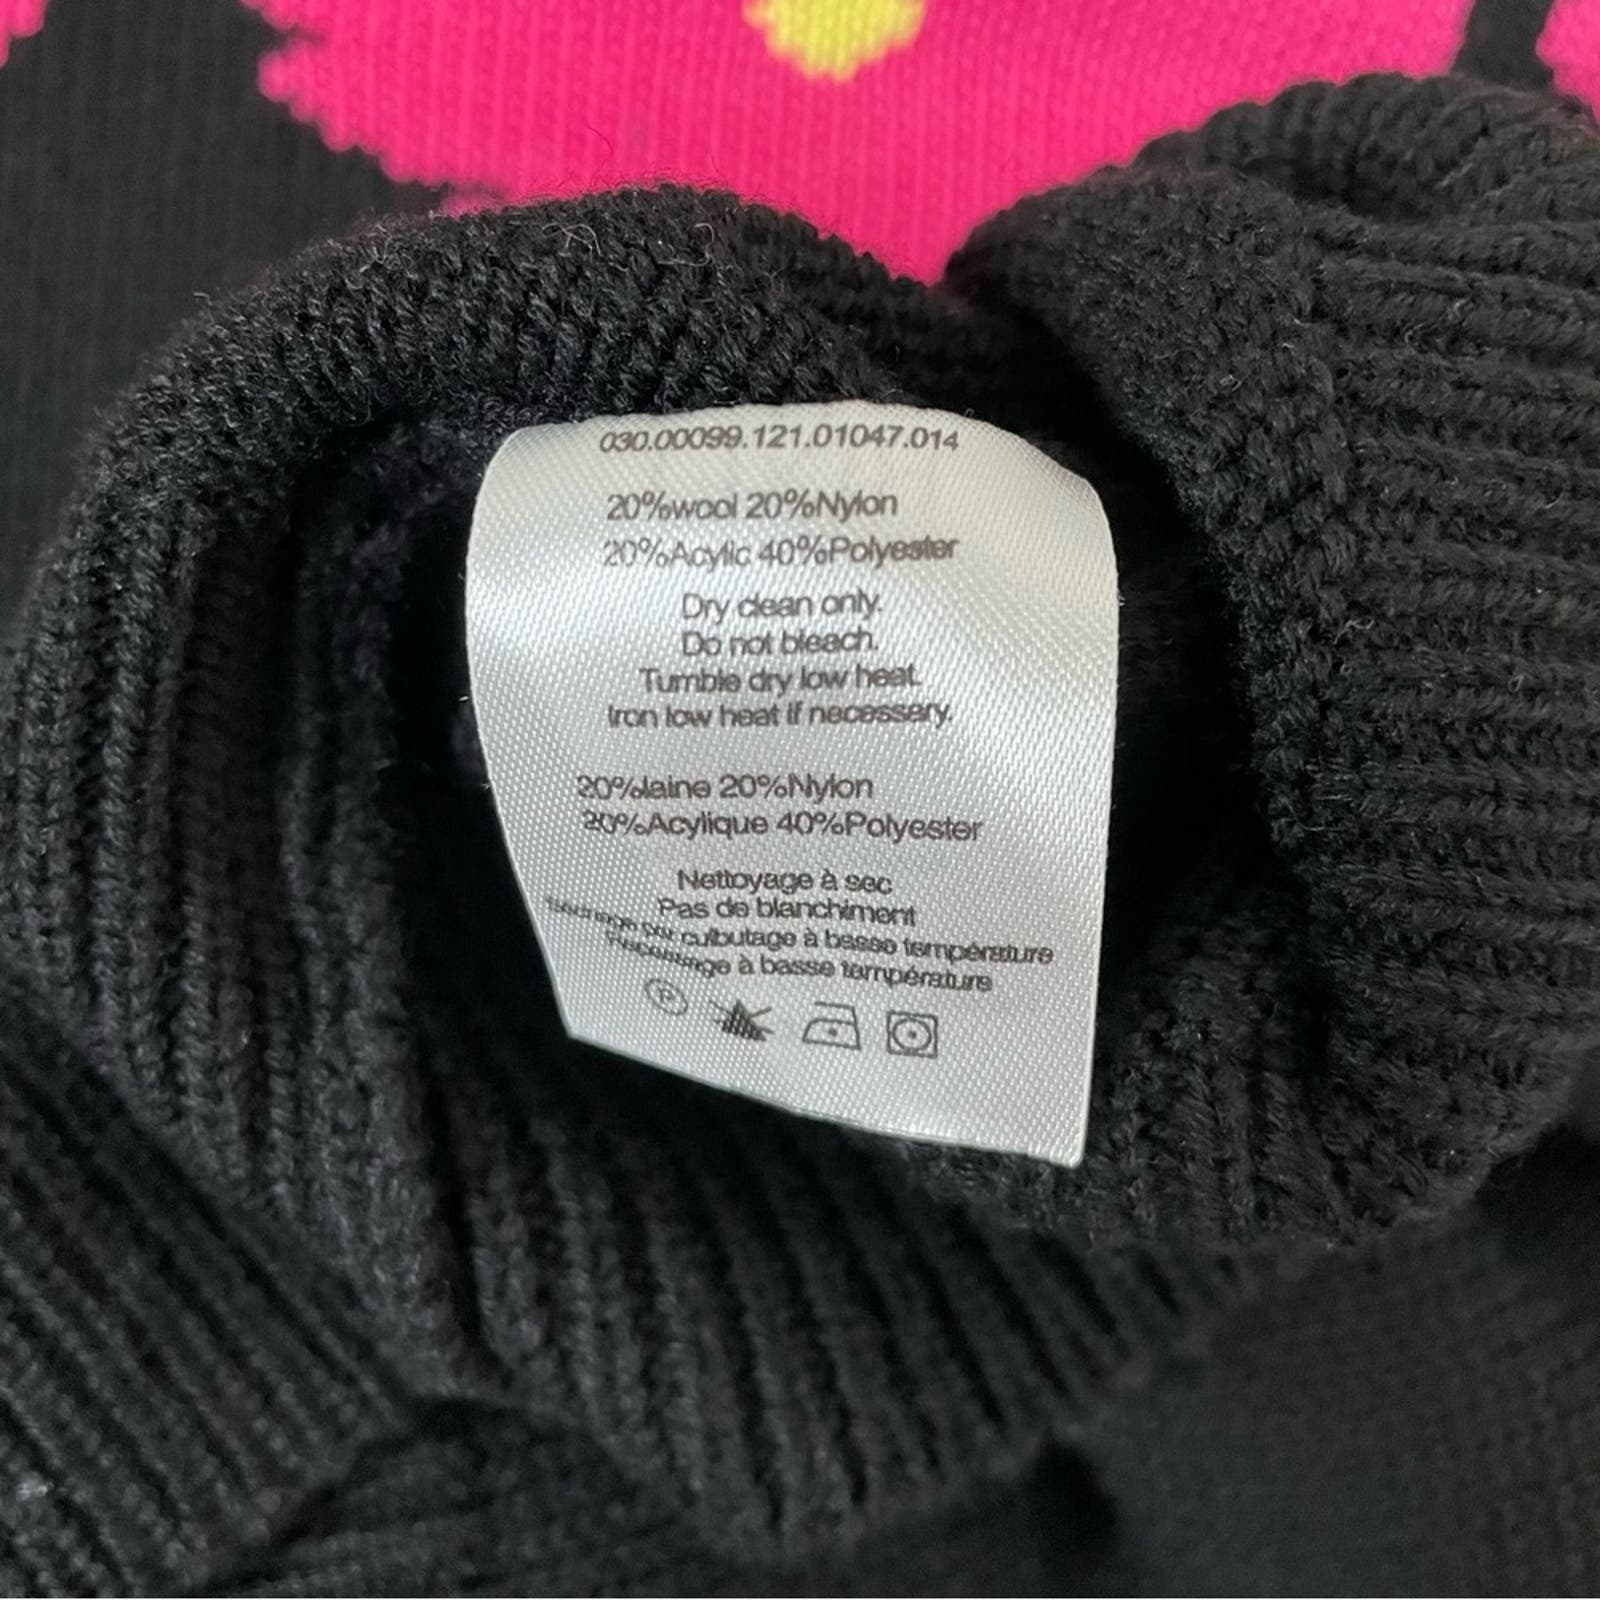 030.00099.121.01047.014
20%wool 20%Nylon
20%Acylic 40%Polyester
Dry clean only.
Do not bleach.
Tumble dry low heat.
Iron low heat if necessary.
20%laine 20%Nylon
20%Acylique 40%Polyester
Nettoyage à sec
Pas de blanchiment
par culbutage à basse température
à basse température
P